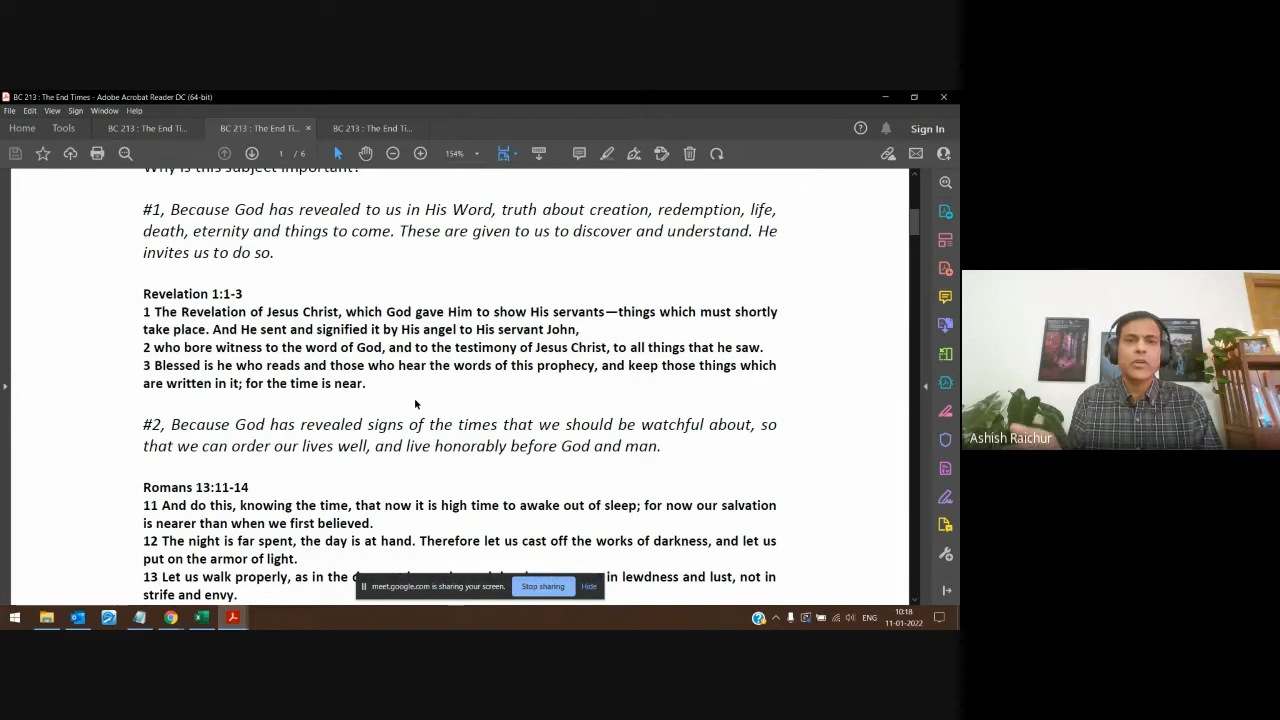 BC 213 : The End Times - Adobe Acrobat Reader DC (64-bit)
File Edit View Sign Window Help
Home Tools BC 213 : The End Ti... BC 213 : The End Ti... × BC 213 : The End Ti... Sign In
1 / 6 154%
Why is this subject important?
#1, Because God has revealed to us in His Word, truth about creation, redemption, life,
death, eternity and things to come. These are given to us to discover and understand. He
invites us to do so.
Revelation 1:1-3
1 The Revelation of Jesus Christ, which God gave Him to show His servants—things which must shortly
take place. And He sent and signified it by His angel to His servant John,
2 who bore witness to the word of God, and to the testimony of Jesus Christ, to all things that he saw.
3 Blessed is he who reads and those who hear the words of this prophecy, and keep those things which
are written in it; for the time is near.
#2, Because God has revealed signs of the times that we should be watchful about, so
that we can order our lives well, and live honorably before God and man.
Romans 13:11-14
11 And do this, knowing the time, that now it is high time to awake out of sleep; for now our salvation
is nearer than when we first believed.
12 The night is far spent, the day is at hand. Therefore let us cast off the works of darkness, and let us
put on the armor of light.
13 Let us walk properly, as in the in lewdness and lust, not in
strife and envy.
meet.google.com is sharing your screen. Stop sharing Hide
ENG 10:18
11-01-2022
Ashish Raichur